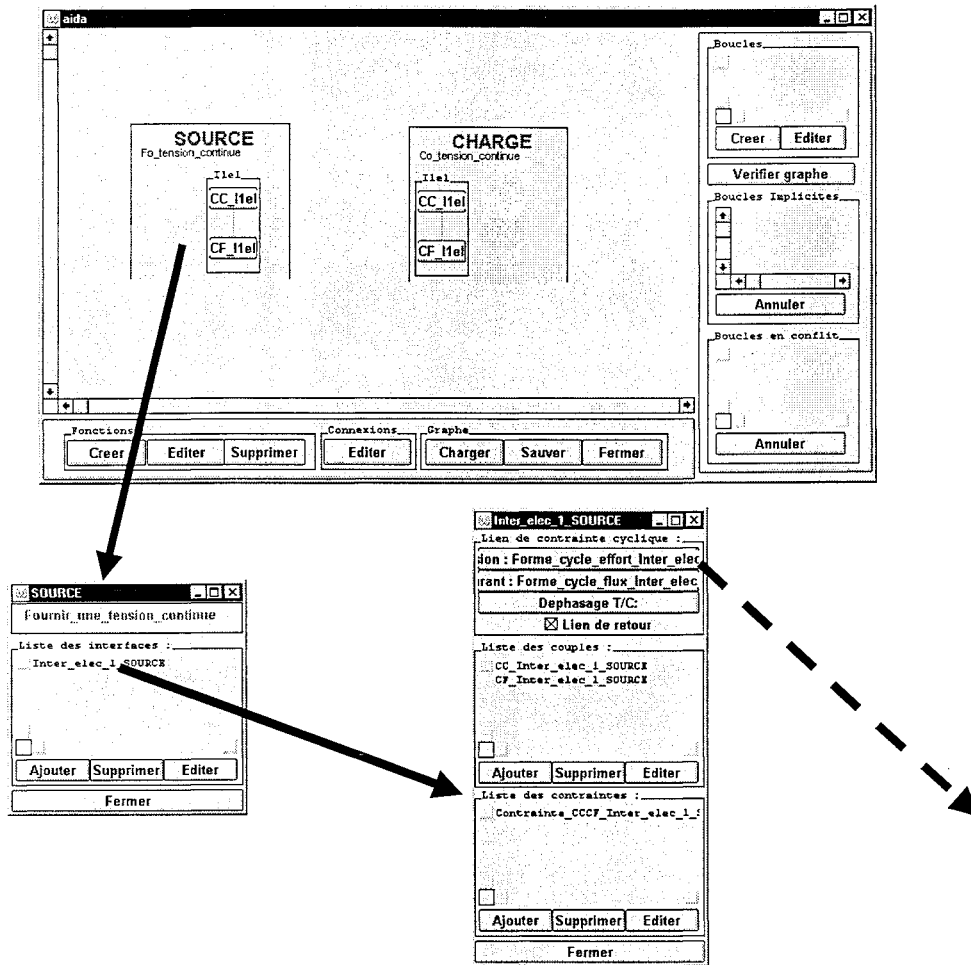 aida
SOURCE
Fo_tension_continue
I1el
CC_I1el
CF_I1el
CHARGE
Co_tension_continue
I1el
CC_I1el
CF_I1el
Boucles
Creer
Editer
Verifier graphe
Boucles Implicites
Annuler
Boucles en conflit
Annuler
Fonctions
Creer
Editer
Supprimer
Connexions
Editer
Graphe
Charger
Sauver
Fermer
SOURCE
Fournir_une_tension_continue
Liste des interfaces :
Inter_elec_1_SOURCE
Ajouter
Supprimer
Editer
Fermer
Inter_elec_1_SOURCE
Lien de contrainte cyclique :
sion : Forme_cycle_effort_Inter_elec
rant : Forme_cycle_flux_Inter_elec
Dephasage T/C:
Lien de retour
Liste des couples :
CC_Inter_elec_1_SOURCE
CF_Inter_elec_1_SOURCE
Ajouter
Supprimer
Editer
Liste des contraintes :
Contrainte_CCCF_Inter_elec_1_S
Ajouter
Supprimer
Editer
Fermer